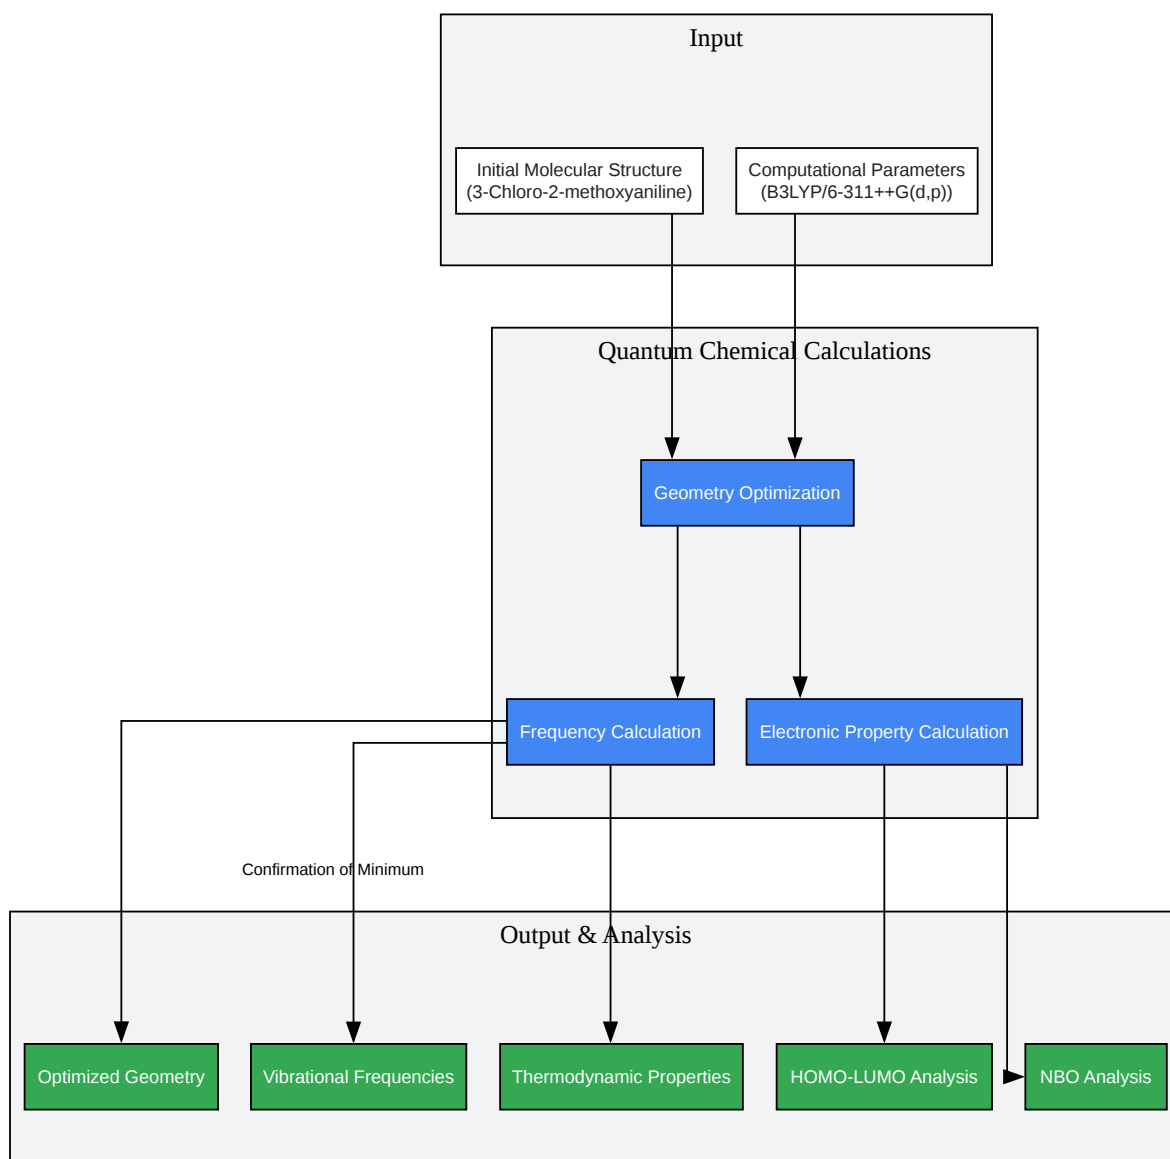 Input
Initial Molecular Structure
(3-Chloro-2-methoxyaniline)
Computational Parameters
(B3LYP/6-311++G(d,p))
Quantum Chemical Calculations
Geometry Optimization
Frequency Calculation
Electronic Property Calculation
Confirmation of Minimum
Output & Analysis
Optimized Geometry
Vibrational Frequencies
Thermodynamic Properties
HOMO-LUMO Analysis
NBO Analysis